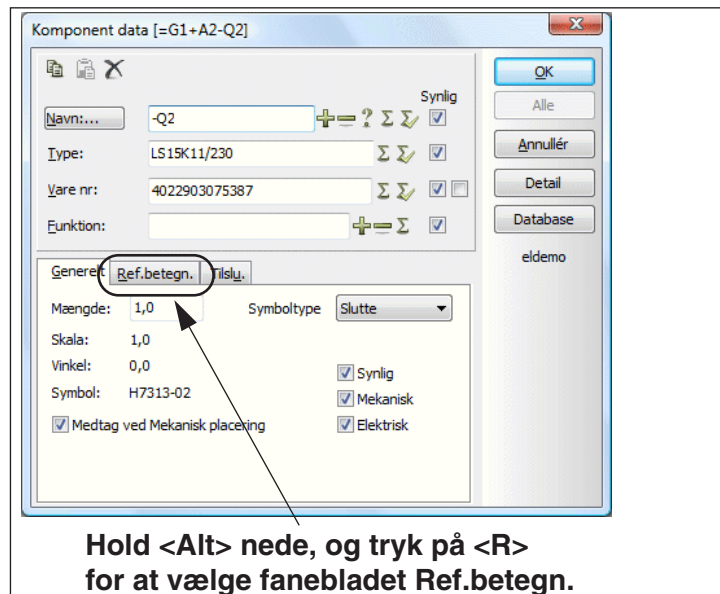 Komponent data [=G1+A2-Q2]
Synlig
Navn:... -Q2
Type: LS15K11/230
Vare nr: 4022903075387
Funktion:
OK
Alle
Annullér
Detail
Database
eldemo
Generelt Ref.betegn. Tilslu.
Mængde: 1,0 Symboltype Slutte
Skala: 1,0
Vinkel: 0,0 Synlig
Symbol: H7313-02 Mekanisk
Medtag ved Mekanisk placering Elektrisk
Hold <Alt> nede, og tryk på <R>
for at vælge fanebladet Ref.betegn.